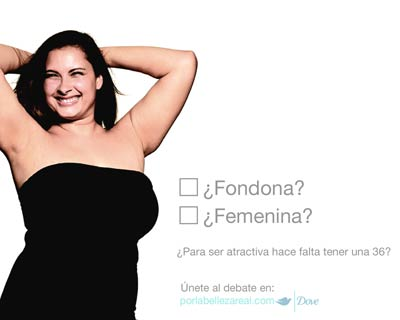 ¿Fondona?
¿Femenina?
¿Para ser atractiva hace falta tener una 36?
Únete al debate en:
porlabellezareal.com Dove